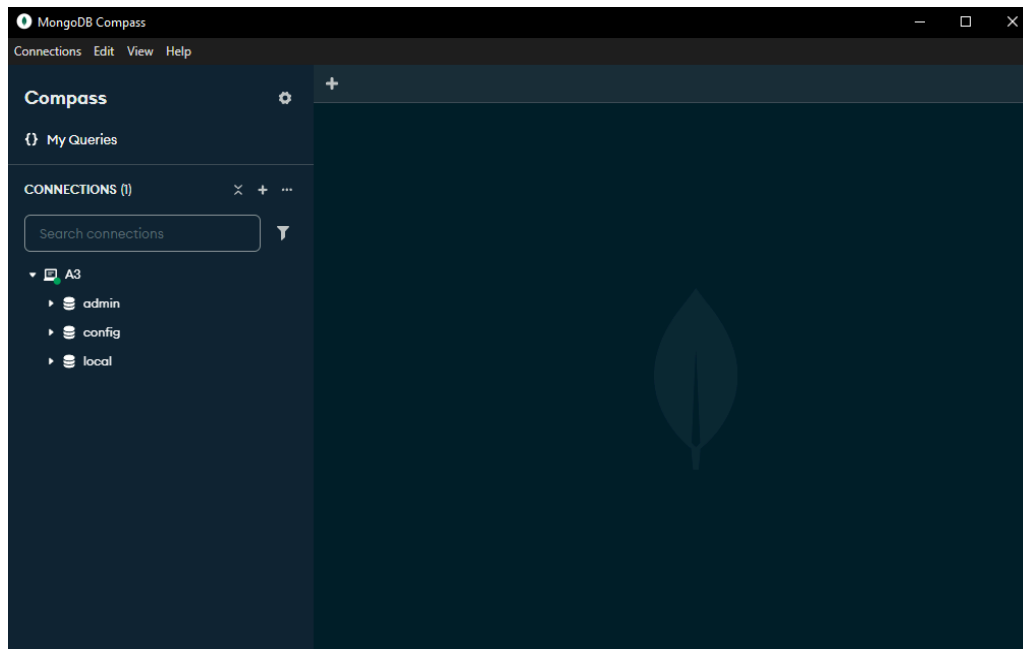 MongoDB Compass
Connections Edit View Help
Compass
{} My Queries
CONNECTIONS (1)
Search connections
A3
admin
config
local